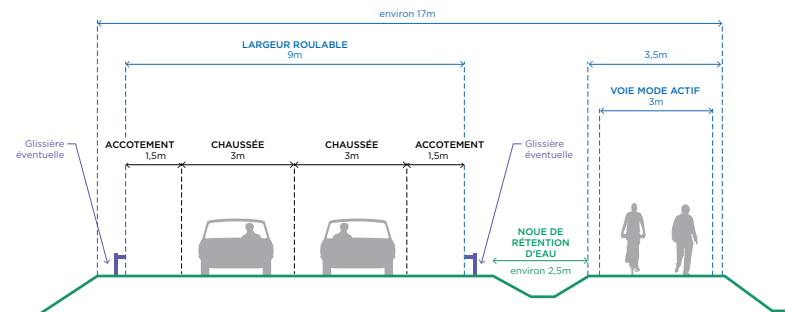 environ 17m
LARGEUR ROULABLE
9m
3,5m
VOIE MODE ACTIF
3m
Glissière
éventuelle
ACCOTEMENT
1,5m
CHAUSSÉE
3m
CHAUSSÉE
3m
ACCOTEMENT
1,5m
Glissière
éventuelle
NOUE DE
RÉTENTION
D'EAU
environ 2,5m